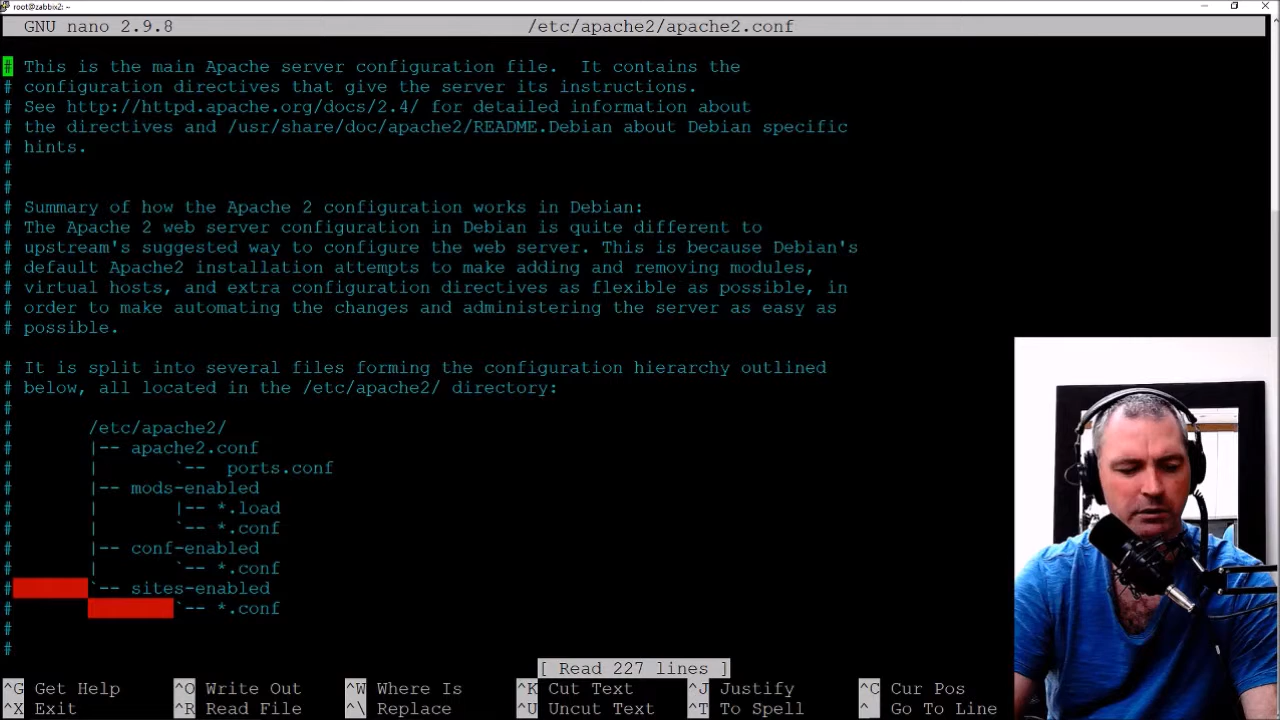 root@zabbix2: ~
GNU nano 2.9.8 /etc/apache2/apache2.conf
# This is the main Apache server configuration file.  It contains the
# configuration directives that give the server its instructions.
# See http://httpd.apache.org/docs/2.4/ for detailed information about
# the directives and /usr/share/doc/apache2/README.Debian about Debian specific
# hints.
#
#
# Summary of how the Apache 2 configuration works in Debian:
# The Apache 2 web server configuration in Debian is quite different to
# upstream's suggested way to configure the web server. This is because Debian's
# default Apache2 installation attempts to make adding and removing modules,
# virtual hosts, and extra configuration directives as flexible as possible, in
# order to make automating the changes and administering the server as easy as
# possible.

# It is split into several files forming the configuration hierarchy outlined
# below, all located in the /etc/apache2/ directory:
#
#	/etc/apache2/
#	|-- apache2.conf
#	|	`--  ports.conf
#	|-- mods-enabled
#	|	|-- *.load
#	|	`-- *.conf
#	|-- conf-enabled
#	|	`-- *.conf
#	`-- sites-enabled
#		`-- *.conf
#
#
[ Read 227 lines ]
^G Get Help ^O Write Out ^W Where Is ^K Cut Text ^J Justify ^C Cur Pos
^X Exit ^R Read File ^\ Replace ^U Uncut Text ^T To Spell ^_ Go To Line